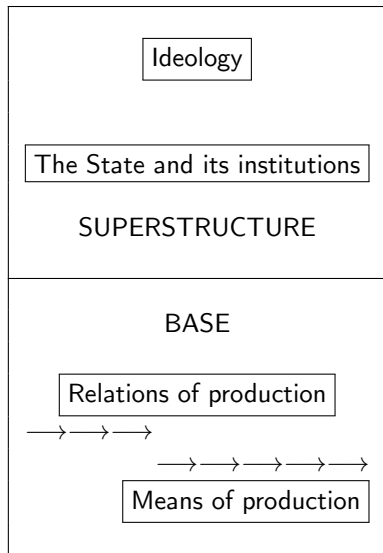 Ideology
The State and its institutions
SUPERSTRUCTURE
BASE
Relations of production
Means of production